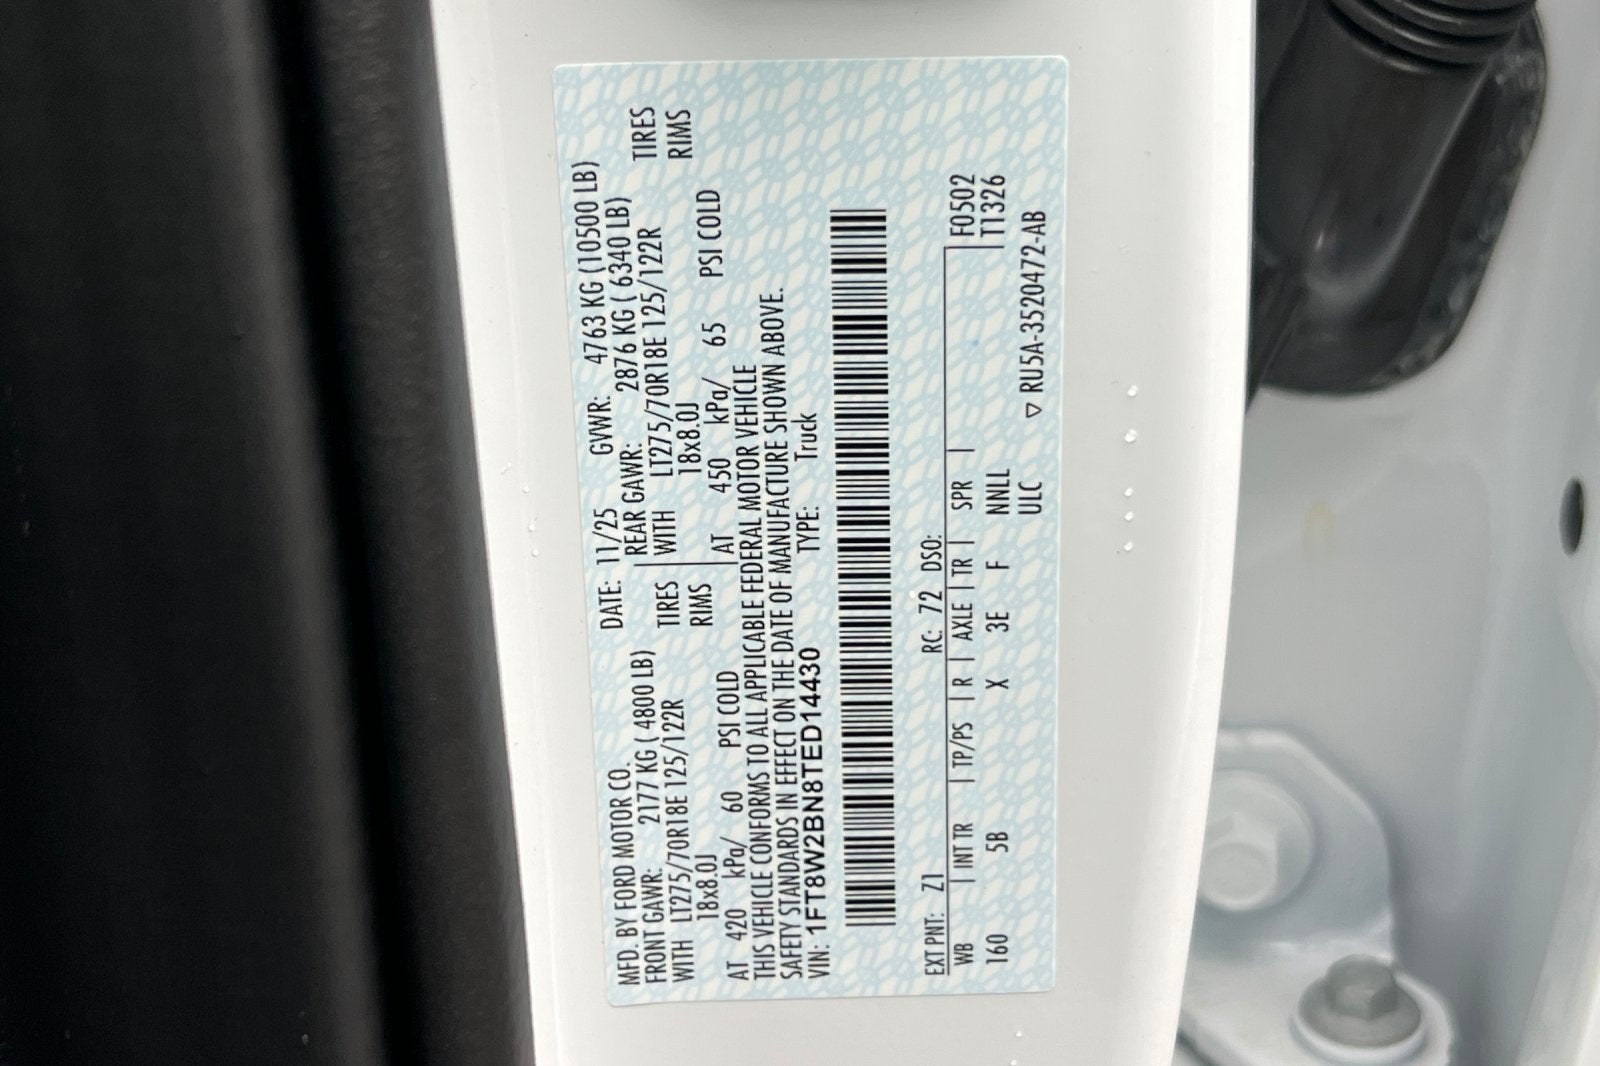 MFD. BY FORD MOTOR CO.
DATE: 11/25 GVWR: 4763 KG (10500 LB)
FRONT GAWR: 2177 KG ( 4800 LB) REAR GAWR: 2876 KG ( 6340 LB)
WITH LT275/70R18E 125/122R TIRES WITH LT275/70R18E 125/122R TIRES
18x8.0J RIMS 18x8.0J RIMS
AT 420 kPa/ 60 PSI COLD AT 450 kPa/ 65 PSI COLD
THIS VEHICLE CONFORMS TO ALL APPLICABLE FEDERAL MOTOR VEHICLE
SAFETY STANDARDS IN EFFECT ON THE DATE OF MANUFACTURE SHOWN ABOVE.
VIN: 1FT8W2BN8TED14430 TYPE: Truck
EXT PNT: Z1 RC: 72 DSO:
WB | INT TR | TP/PS | R | AXLE | TR | SPR | F0502
160 5B X 3E F NNLL T1326
ULC ▽ RU5A-3520472-AB